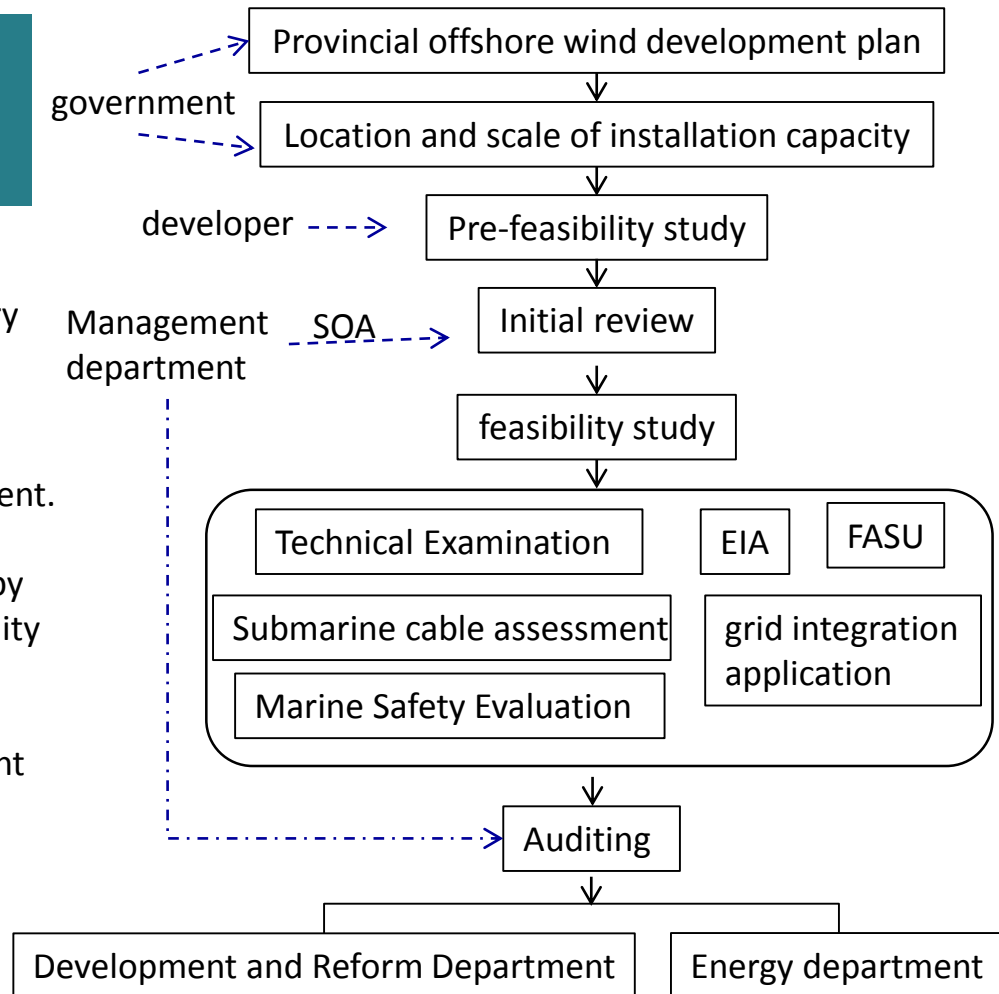 Provincial offshore wind development plan
government
Location and scale of installation capacity
developer
Pre-feasibility study
Management
department
SOA
Initial review
feasibility study
ent.
by
ity
Technical Examination
EIA
FASU
Submarine cable assessment
grid integration
application
Marine Safety Evaluation
nt
Auditing
Development and Reform Department
Energy department